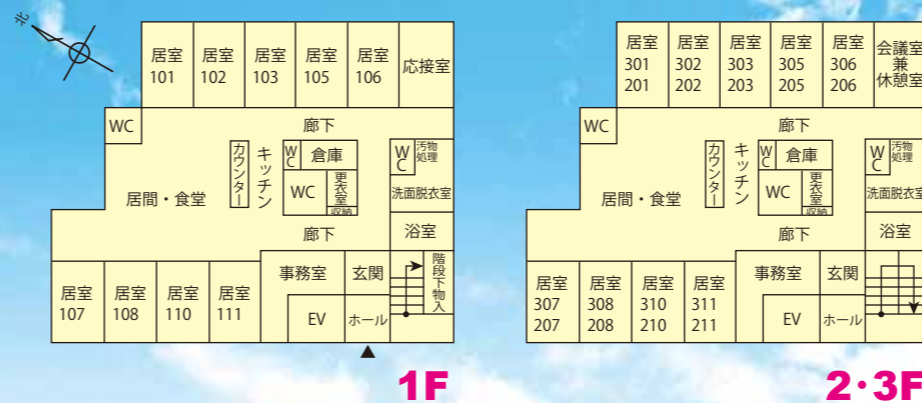 北
居室
101
居室
102
居室
103
居室
105
居室
106
応接室
WC
廊下
カウンター
キッチン
WC
倉庫
WC
更衣室
収納
WC
汚物
処理
洗面脱衣室
居間・食堂
廊下
浴室
居室
107
居室
108
居室
110
居室
111
事務室
玄関
階段下物入
EV
ホール
1F
居室
301
201
居室
302
202
居室
303
203
居室
305
205
居室
306
206
会議室
兼
休憩室
WC
廊下
カウンター
キッチン
WC
倉庫
WC
更衣室
収納
WC
汚物
処理
洗面脱衣室
居間・食堂
廊下
浴室
居室
307
207
居室
308
208
居室
310
210
居室
311
211
事務室
玄関
EV
ホール
2・3F